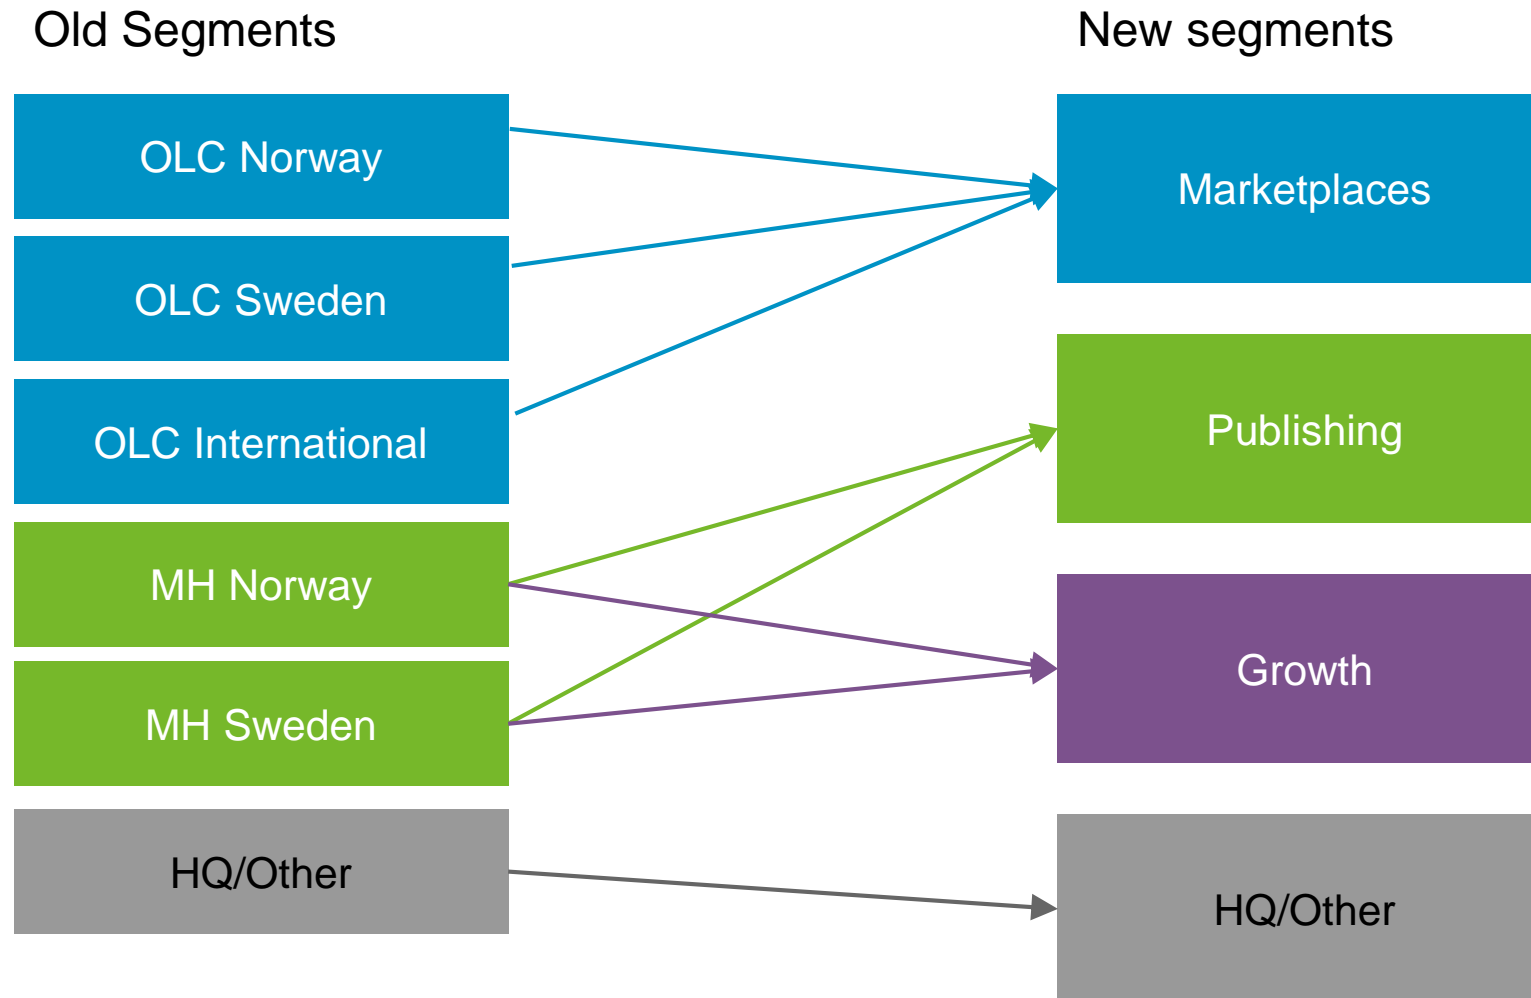 Old Segments
New segments
OLC Norway
OLC Sweden
OLC International
MH Norway
MH Sweden
HQ/Other
Marketplaces
Publishing
Growth
HQ/Other